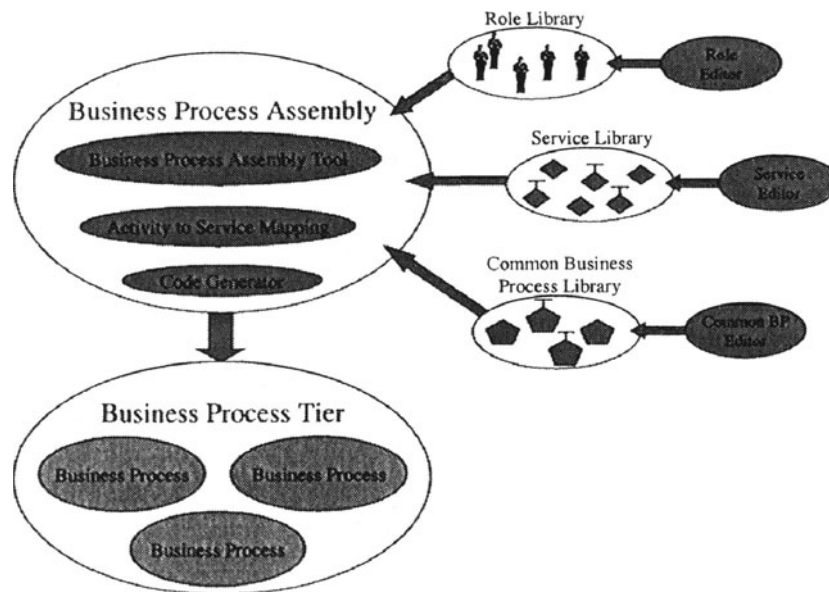 Role Library
Role
Editor
Business Process Assembly
Business Process Assembly Tool
Service Library
Service
Editor
Activity to Service Mapping
Code Generator
Common Business
Process Library
Common BP
Editor
Business Process Tier
Business Process
Business Process
Business Process